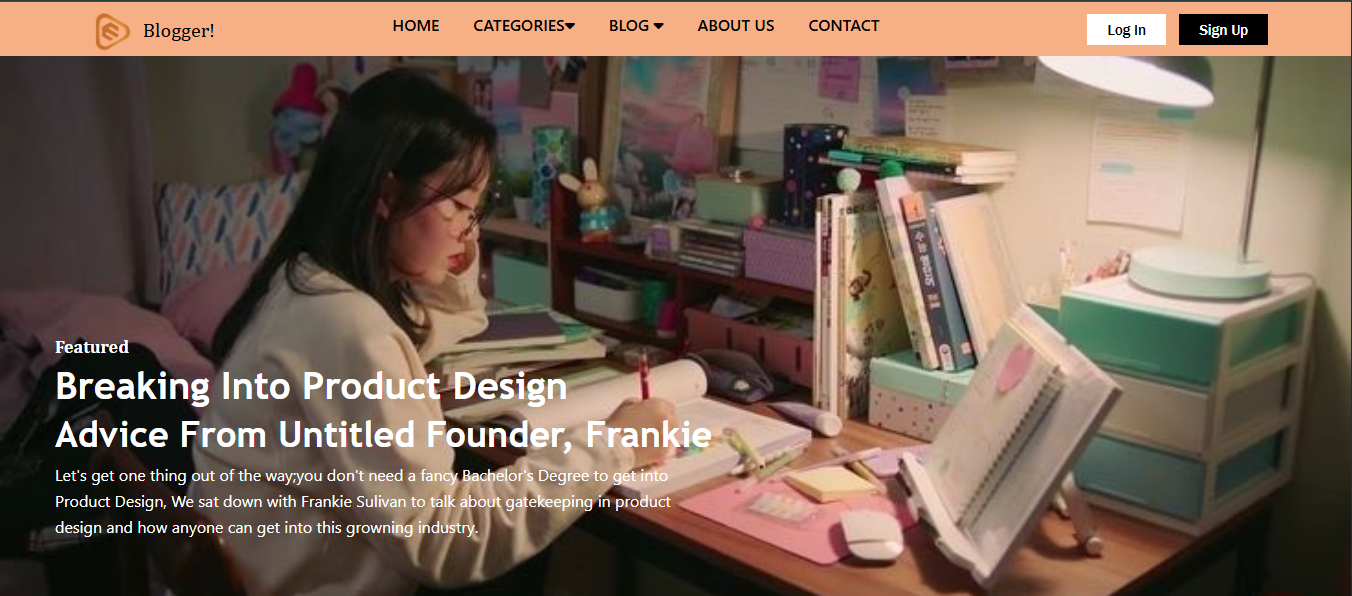 Blogger!
HOME CATEGORIES BLOG ABOUT US CONTACT
Log In Sign Up
Featured
Breaking Into Product Design
Advice From Untitled Founder, Frankie
Let's get one thing out of the way;you don't need a fancy Bachelor's Degree to get into
Product Design, We sat down with Frankie Sulivan to talk about gatekeeping in product
design and how anyone can get into this growning industry.